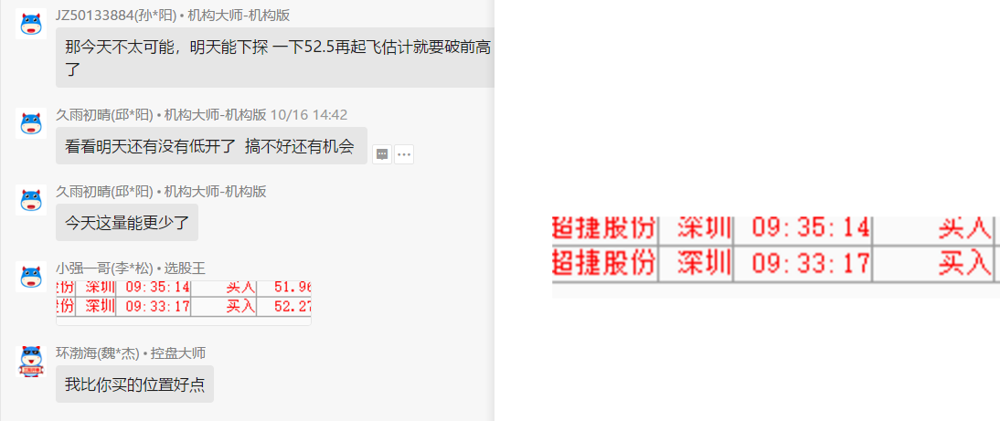 JZ50133884(孙*阳) • 机构大师-机构版
那今天不太可能，明天能下探 一下52.5再起飞估计就要破前高
了
久雨初晴(邱*阳) • 机构大师-机构版 10/16 14:42
看看明天还有没有低开了 搞不好还有机会
久雨初晴(邱*阳) • 机构大师-机构版
今天这量能更少了
小强一哥(李*松) • 选股王
股份 深圳 09:35:14 买入 51.96
股份 深圳 09:33:17 买入 52.27
环渤海(魏*杰) • 控盘大师
我比你买的位置好点
超捷股份 深圳 09:35:14 买入
超捷股份 深圳 09:33:17 买入